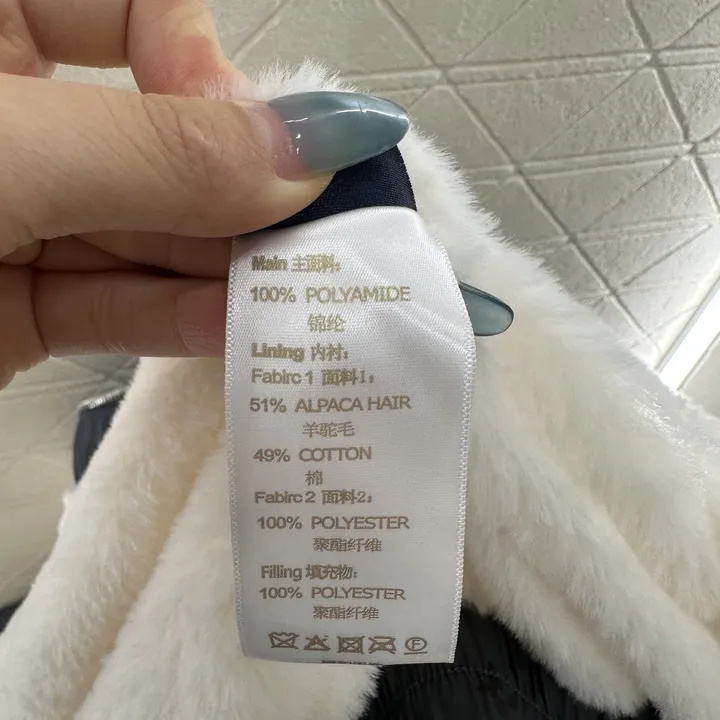 Main 主面料:
100% POLYAMIDE
锦纶
Lining 内衬:
Fabirc 1 面料1:
51% ALPACA HAIR
羊驼毛
49% COTTON
棉
Fabirc 2 面料2:
100% POLYESTER
聚酯纤维
Filling 填充物:
100% POLYESTER
聚酯纤维
P